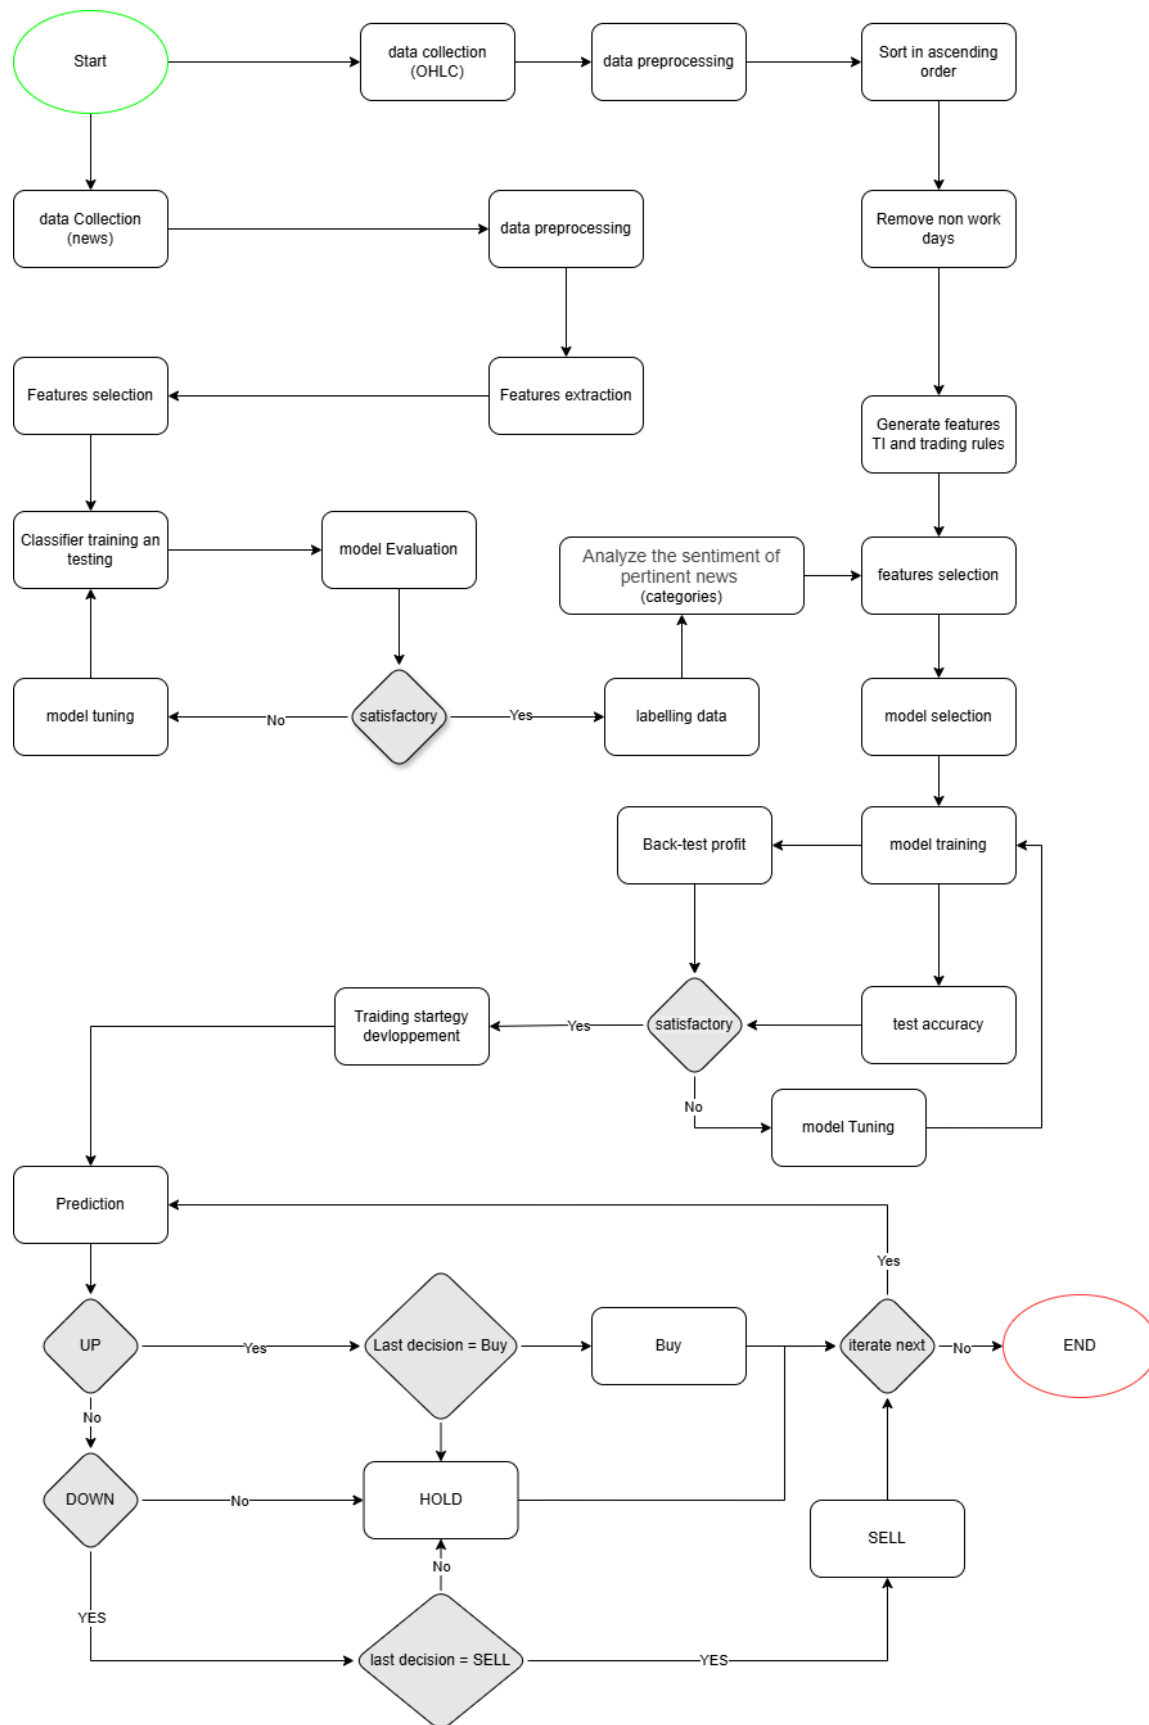 Start
data collection
(OHLC)
data preprocessing
Sort in ascending
order
data Collection
(news)
data preprocessing
Remove non work
days
Features selection
Features extraction
Generate features
TI and trading rules
Classifier training an
testing
model Evaluation
Analyze the sentiment of
pertinent news
(categories)
features selection
model tuning
No
satisfactory
Yes
labelling data
model selection
Back-test profit
model training
Traiding startegy
devloppement
Yes
satisfactory
test accuracy
No
model Tuning
Prediction
Yes
UP
Yes
Last decision = Buy
Buy
iterate next
No
END
No
DOWN
No
HOLD
SELL
No
YES
last decision = SELL
YES